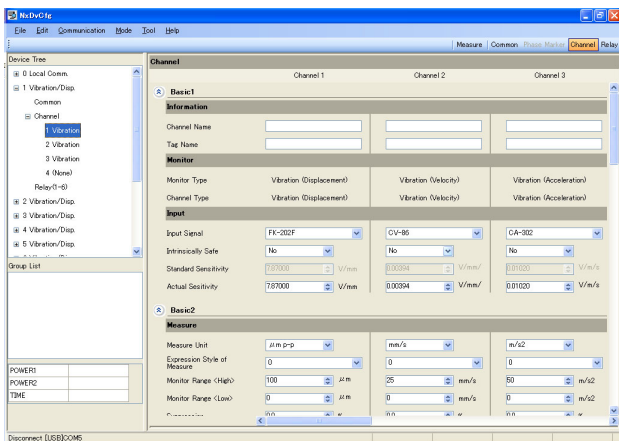 NxDvCfg
File Edit Communication Mode Tool Help
Measure Common Phase Marker Channel Relay
Device Tree
0 Local Comm.
1 Vibration/Disp.
Common
Channel
1 Vibration
2 Vibration
3 Vibration
4 (None)
Relay(1-6)
2 Vibration/Disp.
3 Vibration/Disp.
4 Vibration/Disp.
5 Vibration/Disp.
Group List
POWER1
POWER2
TIME
Channel
Channel 1 Channel 2 Channel 3
Basic1
Information
Channel Name
Tag Name
Monitor
Monitor Type Vibration (Displacement) Vibration (Velocity) Vibration (Acceleration)
Channel Type Vibration (Displacement) Vibration (Velocity) Vibration (Acceleration)
Input
Input Signal FK-202F CV-86 CA-302
Intrinsically Safe No No No
Standard Sensitivity 7.87000 V/mm 0.00394 V/mm/ 0.01020 V/m/s
Actual Sesitivity 7.87000 V/mm 0.00394 V/mm/ 0.01020 V/m/s
Basic2
Measure
Measure Unit μm p-p mm/s m/s2
Expression Style of
Measure 0 0 0
Monitor Range <High> 100 μm 25 mm/s 50 m/s2
Monitor Range <Low> 0 μm 0 mm/s 0 m/s2
Disconnect [USB]COM5